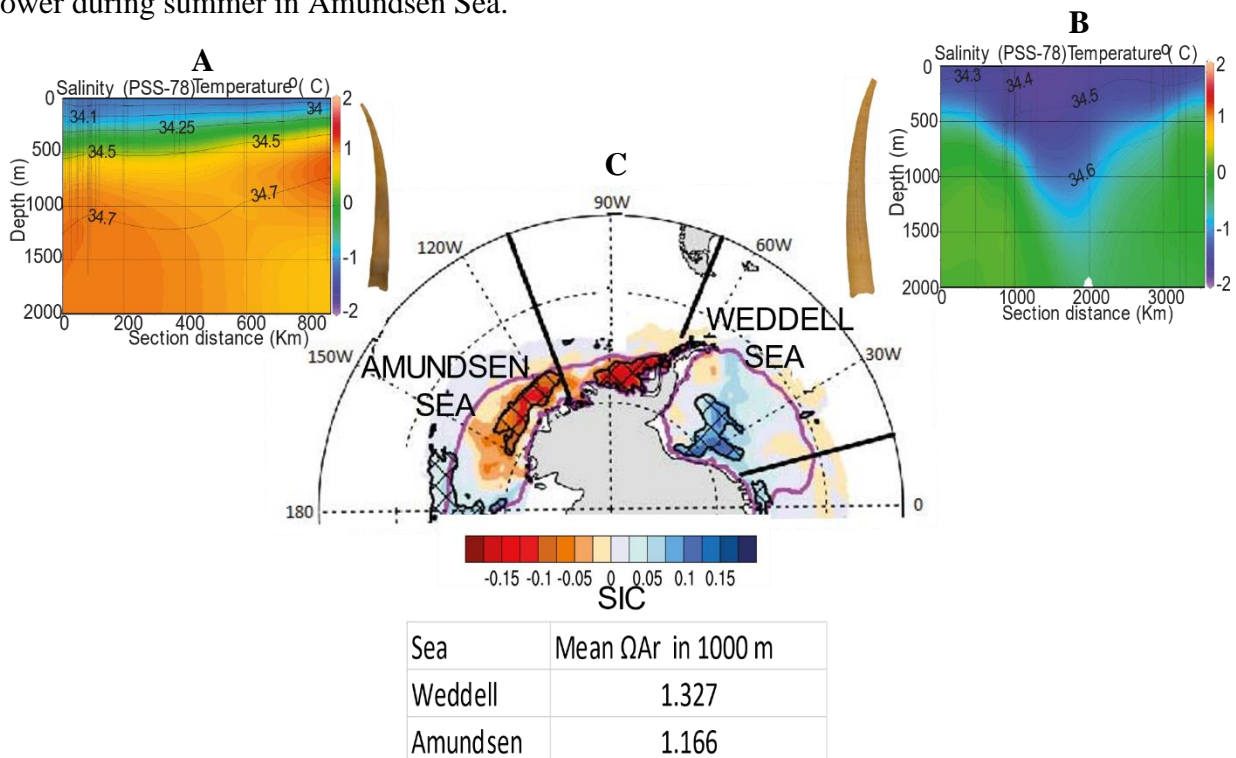 ower during summer in Amundsen Sea.
A
Salinity (PSS-78)Temperatureº( C)
0
500
1000
1500
2000
Depth (m)
34.1
34.25
34
34.5
34.5
34.7
34.7
2
1
0
-1
-2
0 200 400 600 800
Section distance (Km)
B
Salinity (PSS-78)Temperatureº( C)
0
500
1000
1500
2000
Depth (m)
34.3
34.4
34.5
34.6
2
1
0
-1
-2
0 1000 2000 3000
Section distance (Km)
C
90W
120W
60W
150W
30W
180
0
AMUNDSEN
SEA
WEDDELL
SEA
-0.15 -0.1 -0.05 0 0.05 0.1 0.15
SIC
Sea Mean ΩAr in 1000 m
Weddell 1.327
Amundsen 1.166